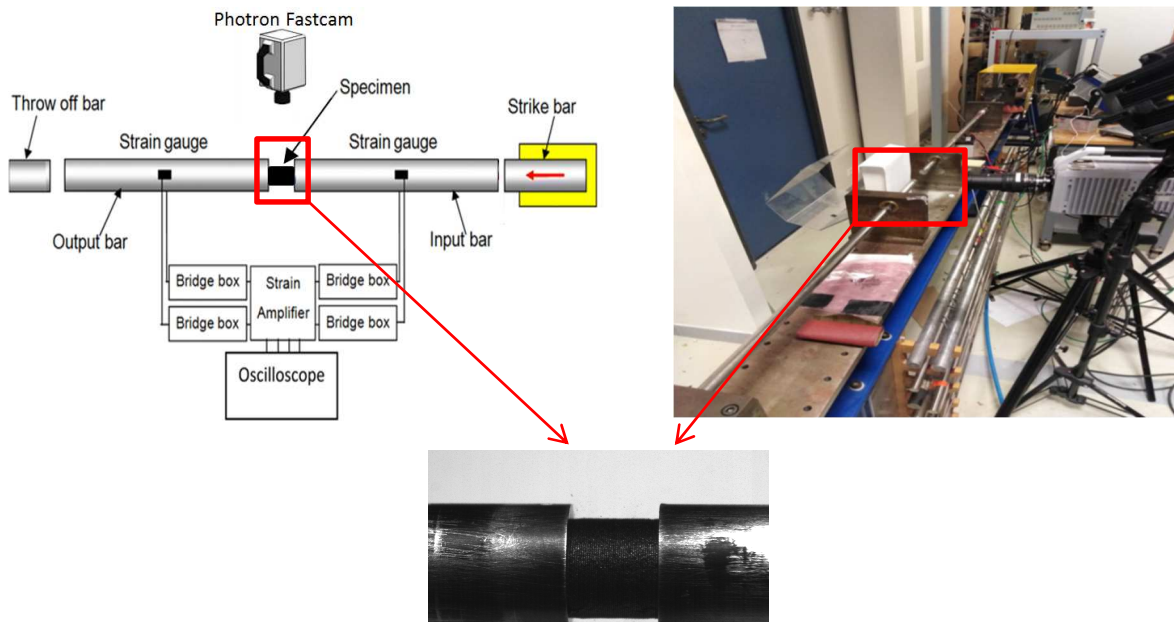 Photron Fastcam
Specimen
Throw off bar
Strike bar
Strain gauge
Strain gauge
Output bar
Input bar
Bridge box
Strain
Amplifier
Bridge box
Bridge box
Bridge box
Oscilloscope